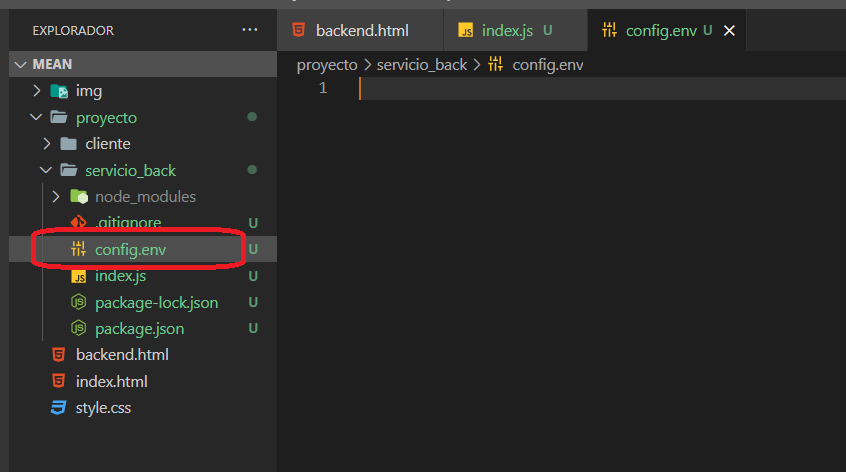 EXPLORADOR ...
backend.html
JS index.js U
config.env U
MEAN
proyecto > servicio_back > config.env
1
img
proyecto
cliente
servicio_back
node_modules
.gitignore U
config.env U
JS index.js U
package-lock.json U
package.json U
backend.html
index.html
style.css